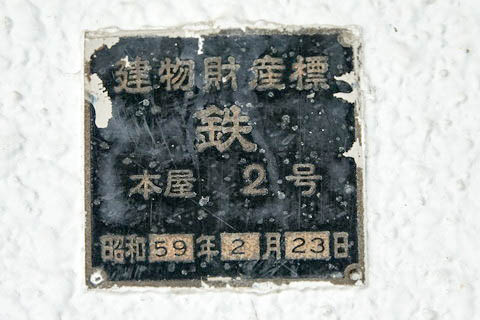 建物財産標
鉄
本屋 2号
昭和59年2月23日